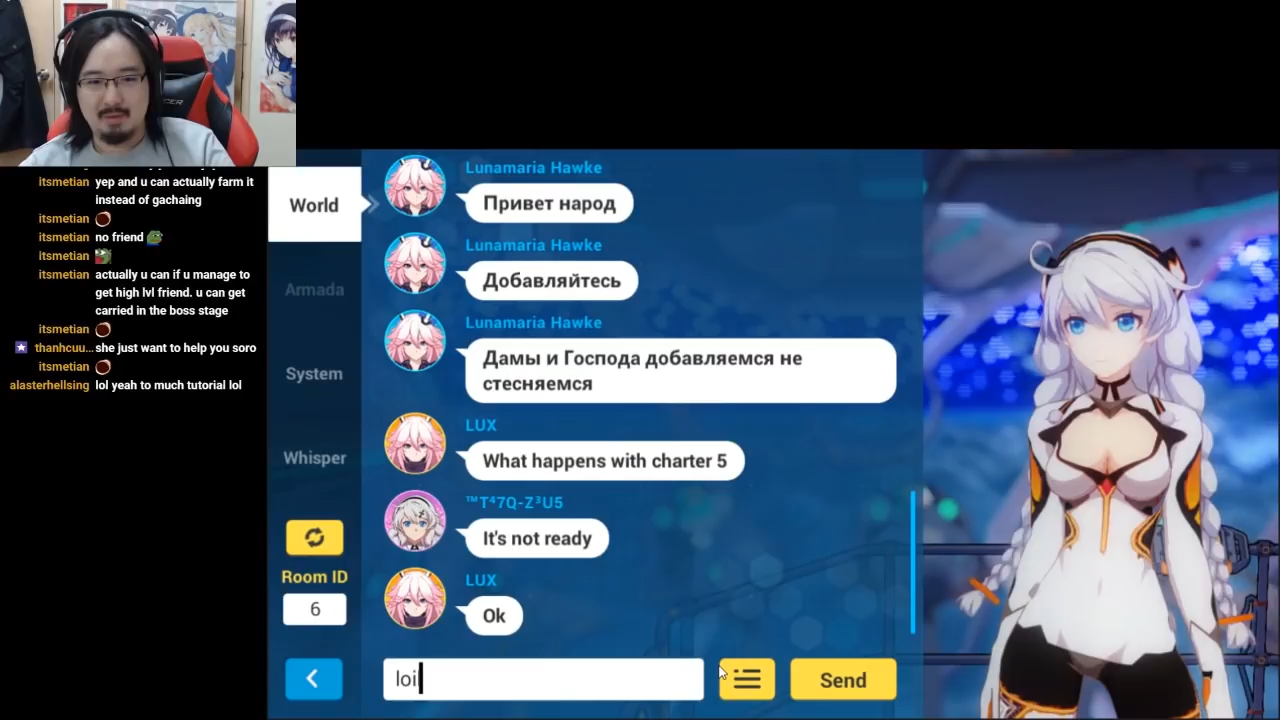 itsmetian yep and u can actually farm it
instead of gachaing
itsmetian
itsmetian no friend
itsmetian
itsmetian actually u can if u manage to
get high lvl friend. u can get
carried in the boss stage
itsmetian
thanhcuu... she just want to help you soro
itsmetian
alasterhellsing lol yeah to much tutorial lol
World
Armada
System
Whisper
Room ID
6
Lunamaria Hawke
Привет народ
Lunamaria Hawke
Добавляйтесь
Lunamaria Hawke
Дамы и Господа добавляемся не
стесняемся
LUX
What happens with charter 5
™T⁴7Q-Z³U5
It's not ready
LUX
Ok
loi
Send